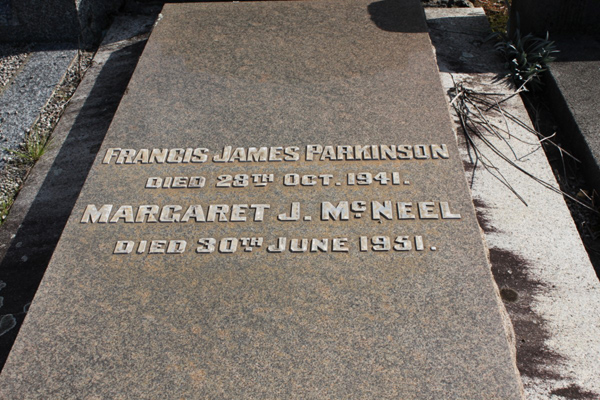 FRANCIS JAMES PARKINSON
DIED 28TH OCT. 1941.
MARGARET J. MCNEEL
DIED 30TH JUNE 1951.